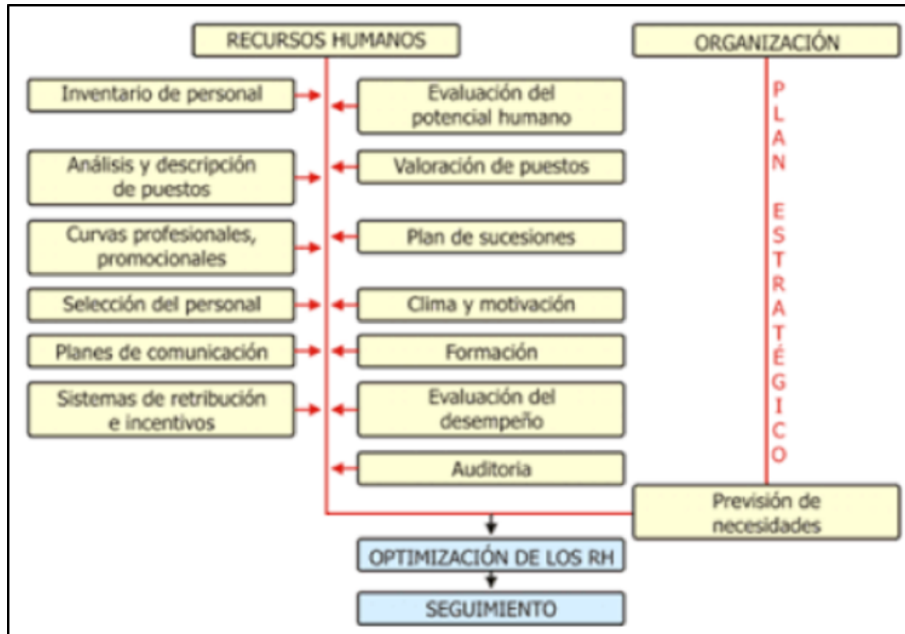 RECURSOS HUMANOS
ORGANIZACIÓN
Inventario de personal
Evaluación del
potencial humano
Análisis y descripción
de puestos
Valoración de puestos
Curvas profesionales,
promocionales
Plan de sucesiones
Selección del personal
Clima y motivación
Planes de comunicación
Formación
Sistemas de retribución
e incentivos
Evaluación del
desempeño
Auditoria
PLAN ESTRATÉGICO
Previsión de
necesidades
OPTIMIZACIÓN DE LOS RH
SEGUIMIENTO